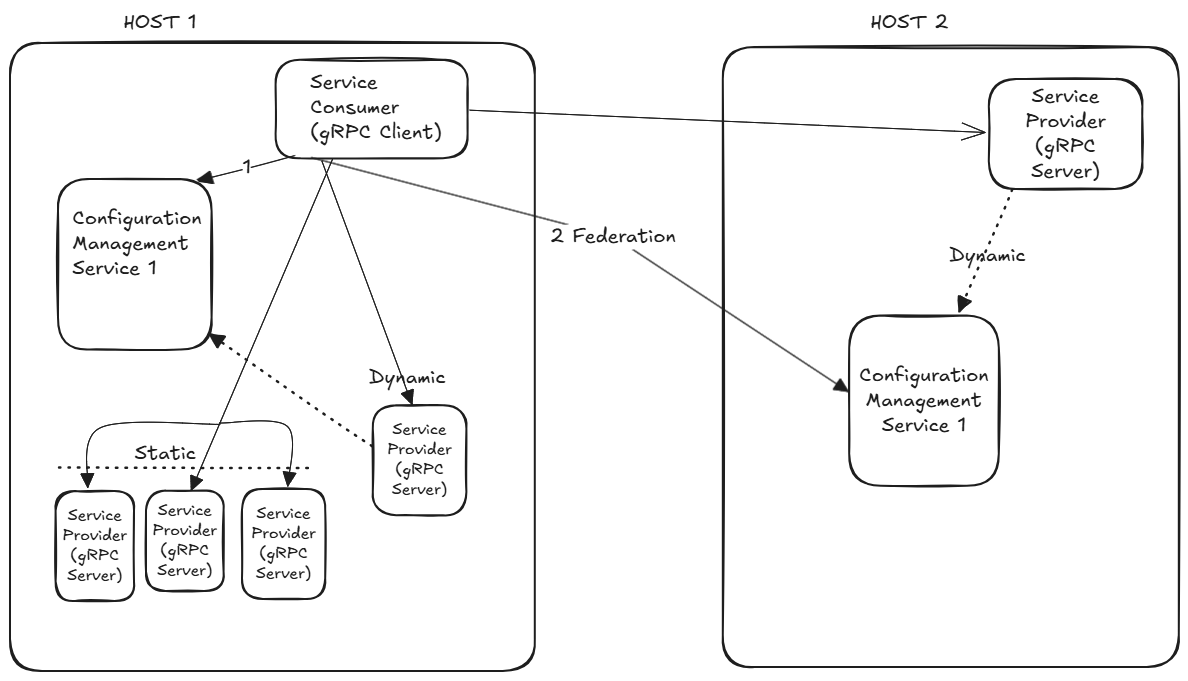 HOST 1
HOST 2
Service
Consumer
(gRPC Client)
Service
Provider
(gRPC
Server)
1
Configuration
Management
Service 1
2 Federation
Dynamic
Dynamic
Configuration
Management
Service 1
Static
Service
Provider
(gRPC
Server)
Service
Provider
(gRPC
Server)
Service
Provider
(gRPC
Server)
Service
Provider
(gRPC
Server)